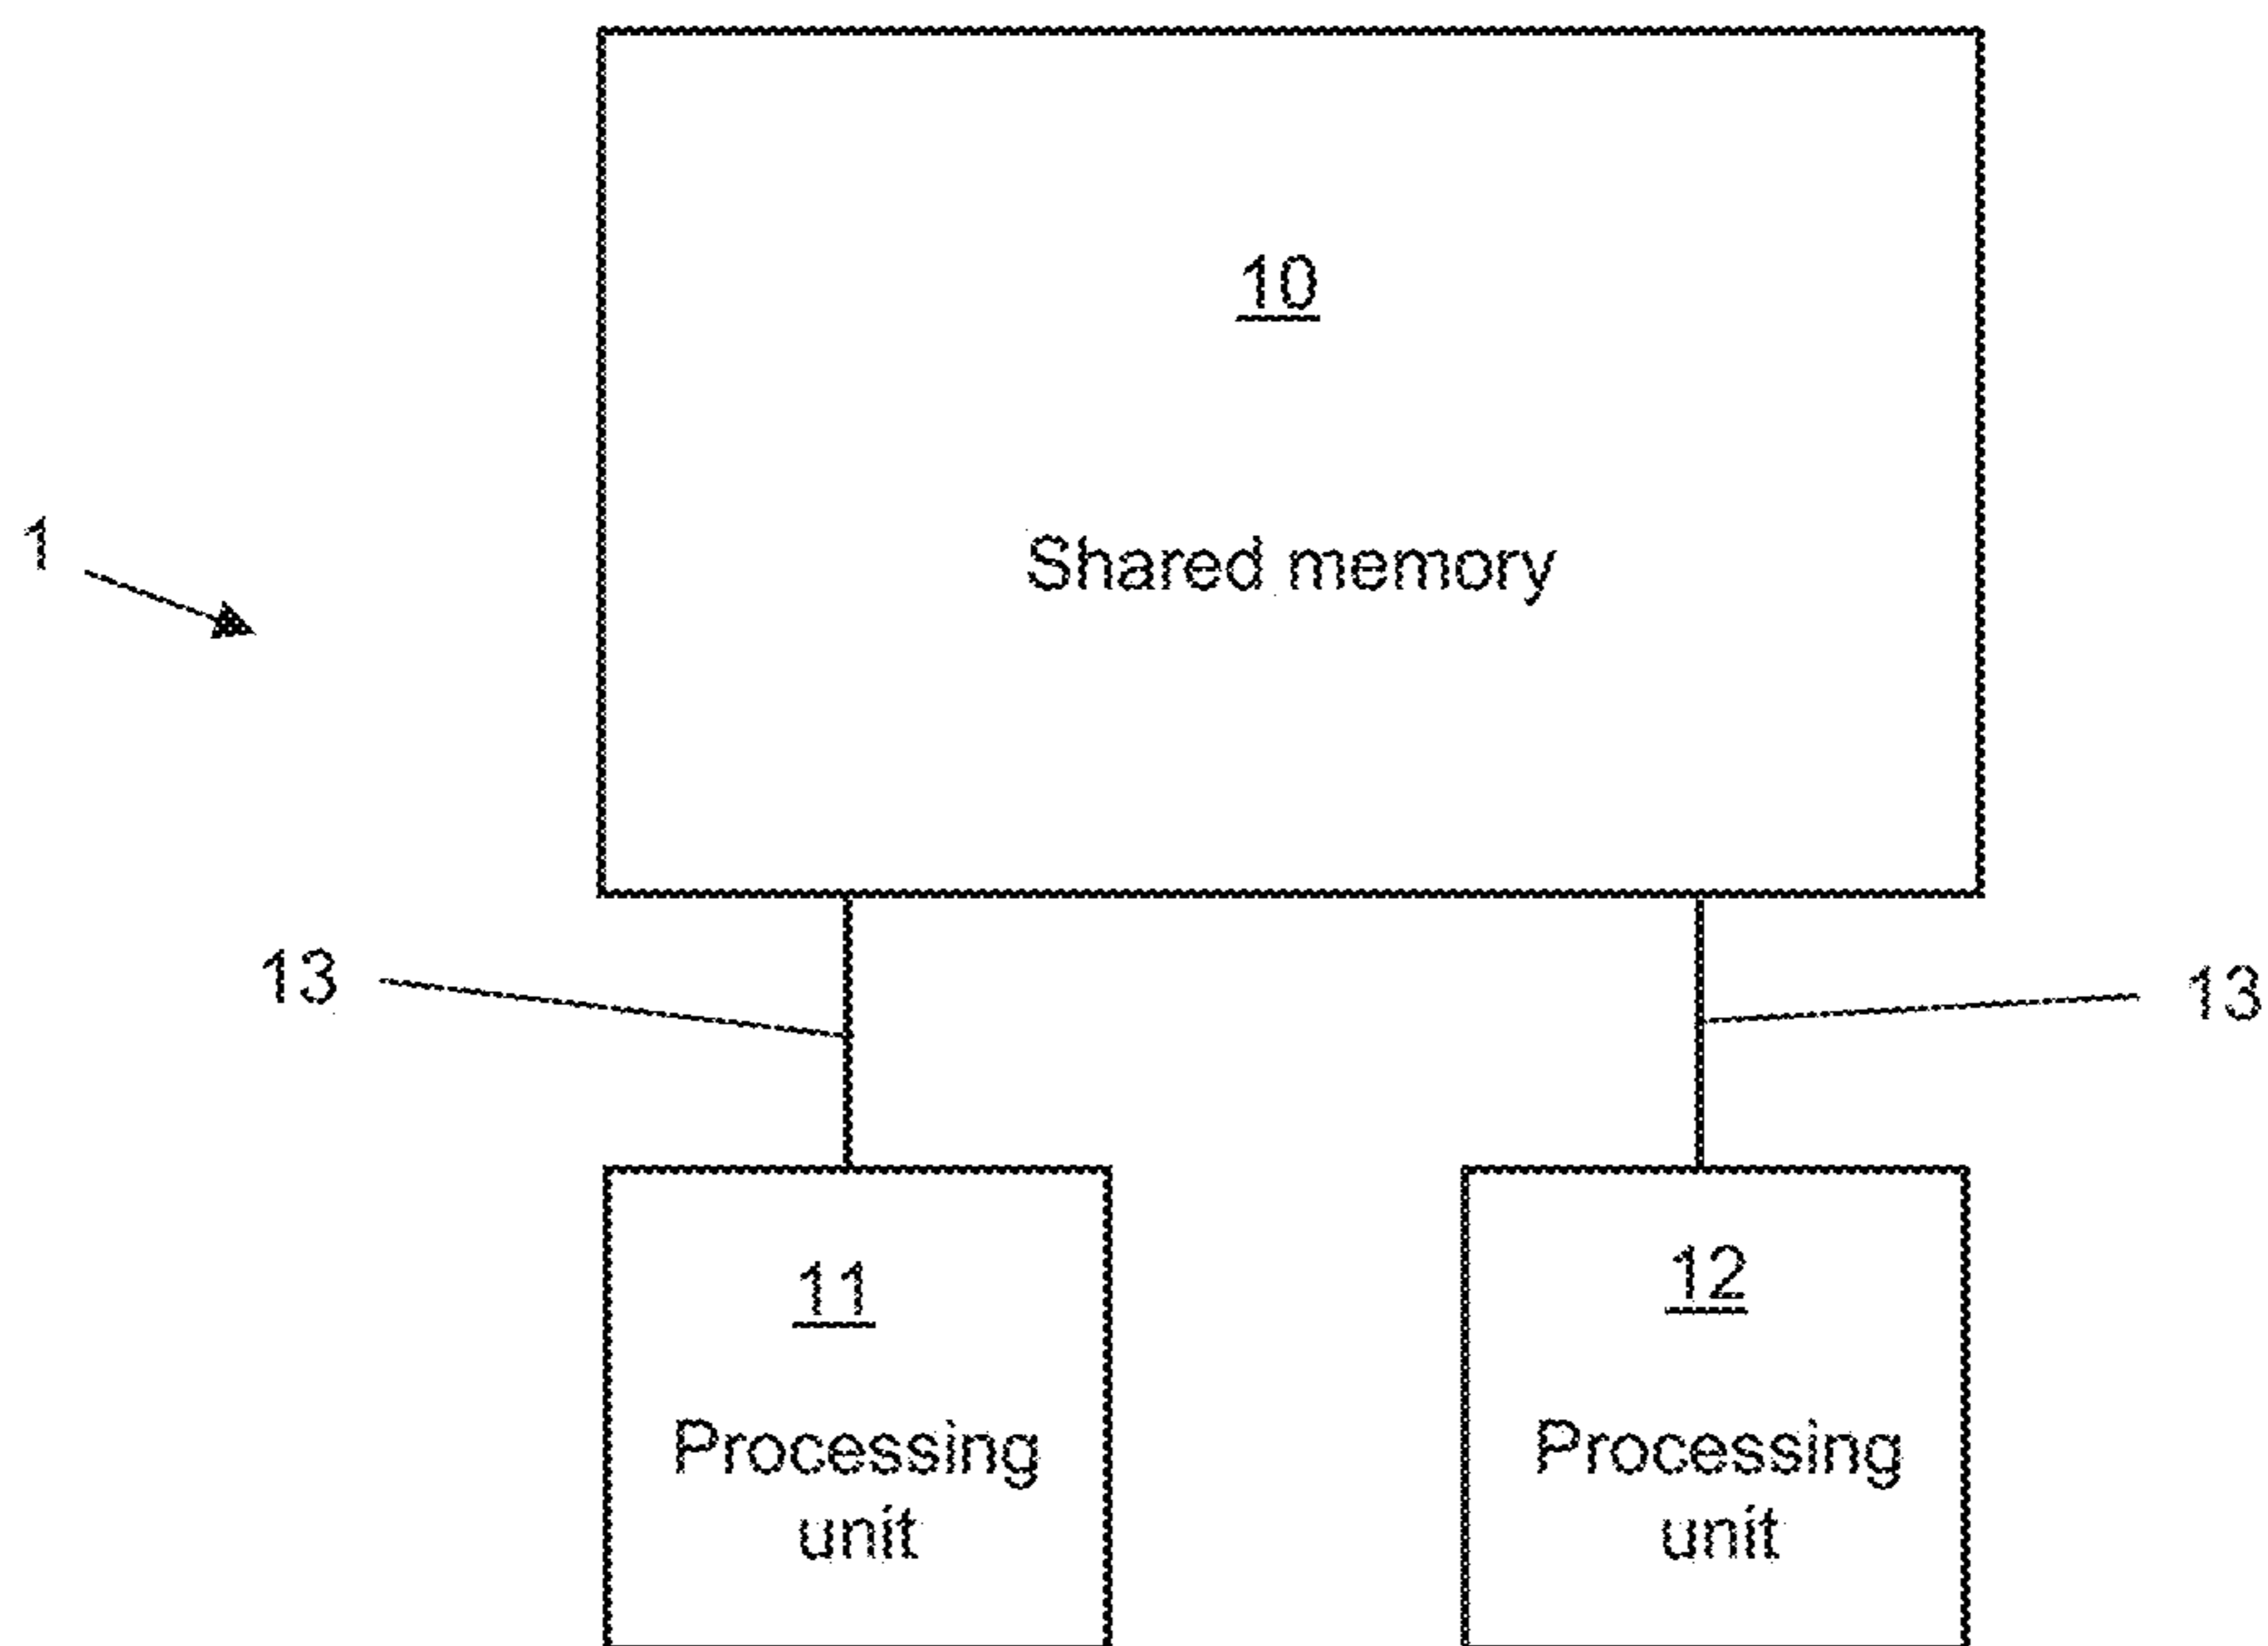 10
1
Shared memory
13
13
11
12
Processing
unit
Processing
unit